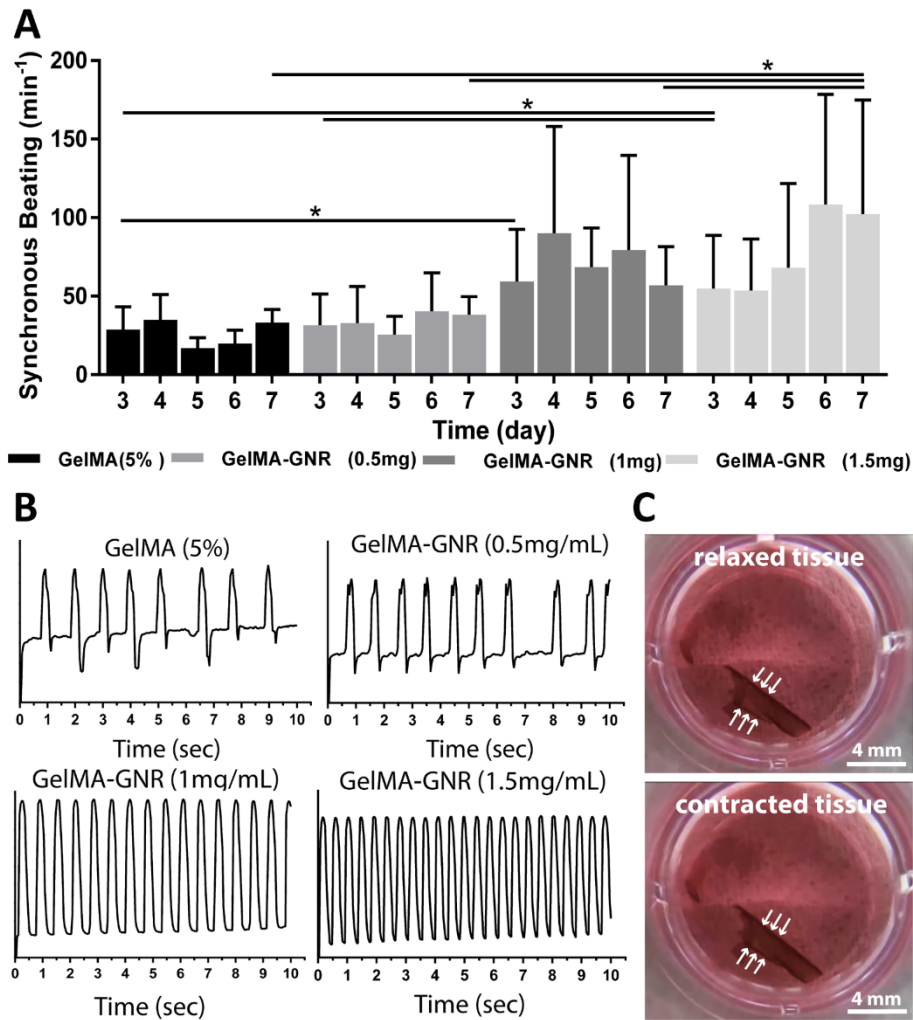 A
Synchronous Beating (min⁻¹)
200
150
100
50
0
*
*
*
3 4 5 6 7 3 4 5 6 7 3 4 5 6 7 3 4 5 6 7
Time (day)
GelMA(5% ) GelMA-GNR (0.5mg) GelMA-GNR (1mg) GelMA-GNR (1.5mg)
B
GelMA (5%)
0 1 2 3 4 5 6 7 8 9 10
Time (sec)
GelMA-GNR (0.5mg/mL)
0 1 2 3 4 5 6 7 8 9 10
Time (sec)
GelMA-GNR (1mg/mL)
0 1 2 3 4 5 6 7 8 9 10
Time (sec)
GelMA-GNR (1.5mg/mL)
0 1 2 3 4 5 6 7 8 9 10
Time (sec)
C
relaxed tissue
4 mm
contracted tissue
4 mm